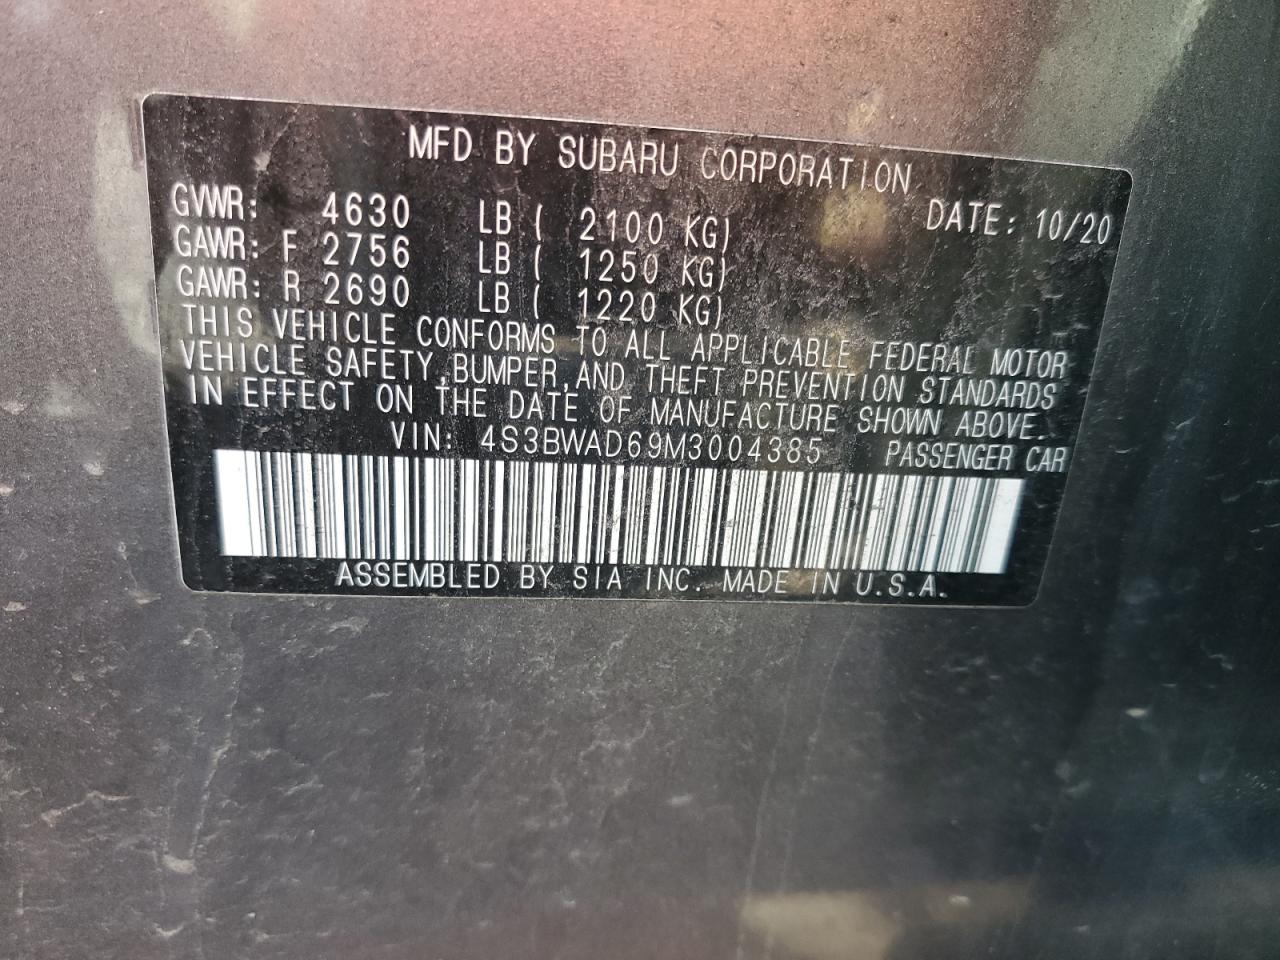 MFD BY SUBARU CORPORATION
GVWR: 4630 LB ( 2100 KG) DATE: 10/20
GAWR: F 2756 LB ( 1250 KG)
GAWR: R 2690 LB ( 1220 KG)
THIS VEHICLE CONFORMS TO ALL APPLICABLE FEDERAL MOTOR
VEHICLE SAFETY,BUMPER,AND THEFT PREVENTION STANDARDS
IN EFFECT ON THE DATE OF MANUFACTURE SHOWN ABOVE.
VIN: 4S3BWAD69M3004385 PASSENGER CAR
ASSEMBLED BY SIA INC. MADE IN U.S.A.